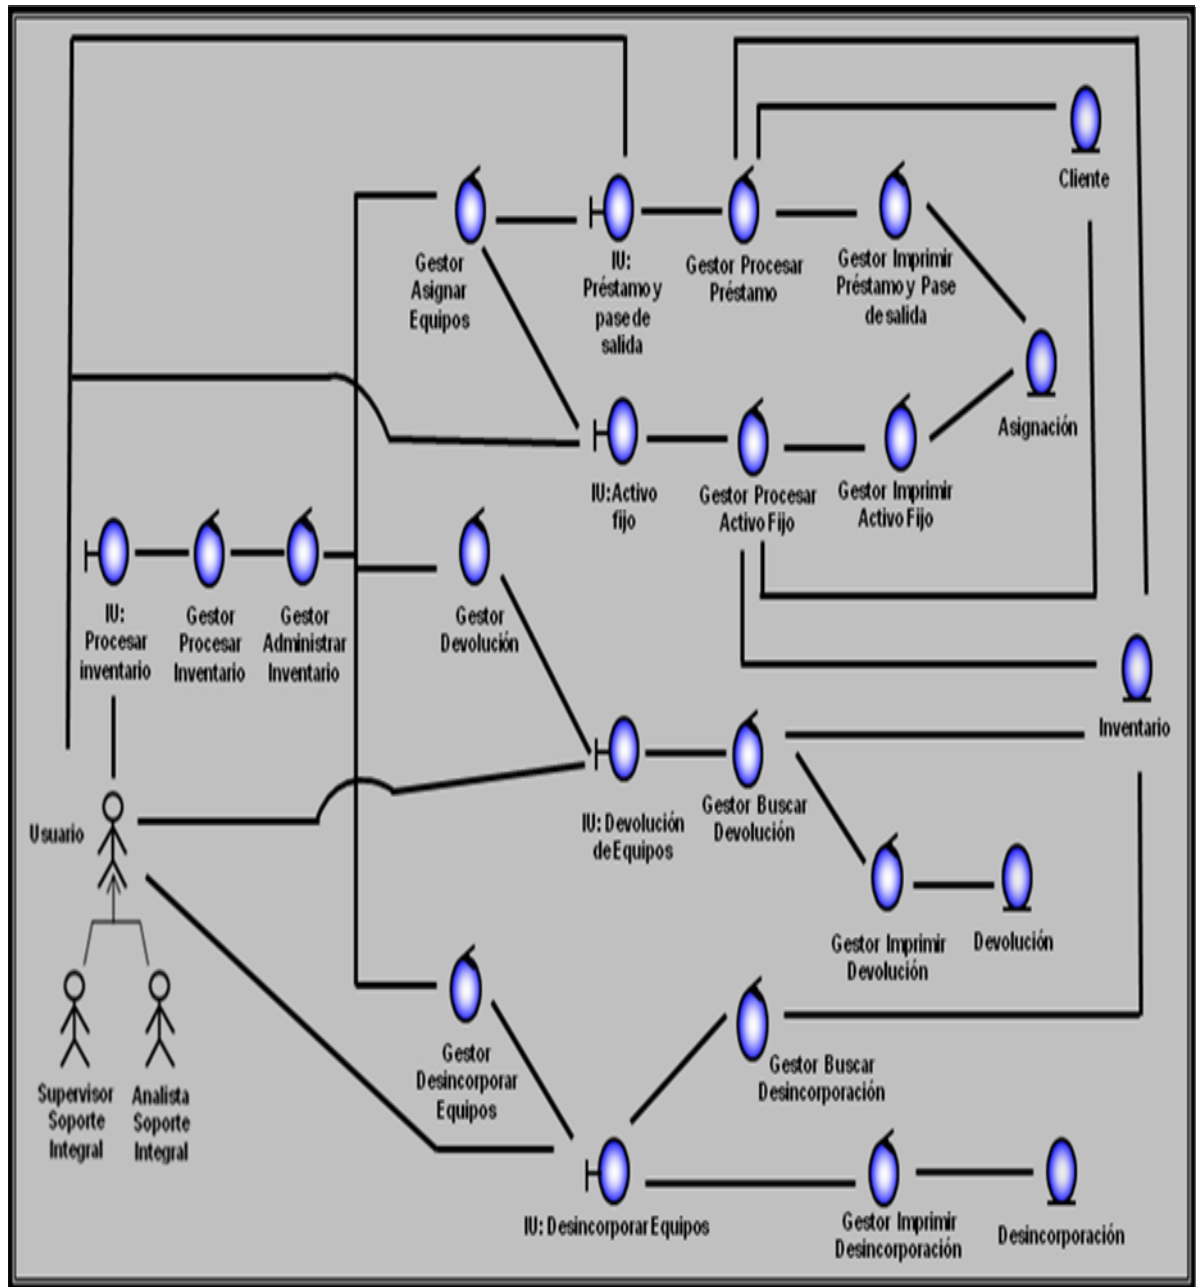 Cliente
Gestor
Asignar
Equipos
IU:
Préstamo y
pase de
salida
Gestor Procesar
Préstamo
Gestor Imprimir
Préstamo y Pase
de salida
Asignación
IU:Activo
fijo
Gestor Procesar
Activo Fijo
Gestor Imprimir
Activo Fijo
IU:
Procesar
inventario
Gestor
Procesar
Inventario
Gestor
Administrar
Inventario
Gestor
Devolución
Inventario
Usuario
IU: Devolución
de Equipos
Gestor Buscar
Devolución
Gestor Imprimir
Devolución
Devolución
Supervisor
Soporte
Integral
Analista
Soporte
Integral
Gestor
Desincorporar
Equipos
Gestor Buscar
Desincorporación
IU: Desincorporar Equipos
Gestor Imprimir
Desincorporación
Desincorporación